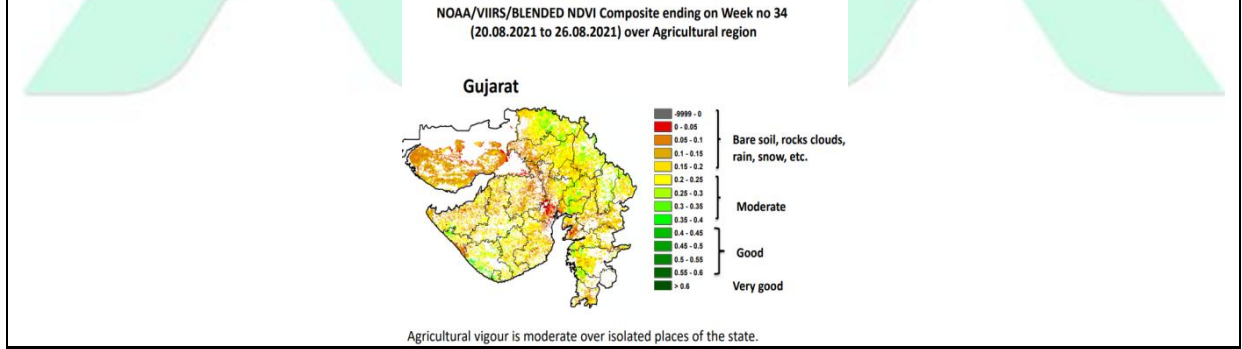 NOAA/VIIRS/BLENDED NDVI Composite ending on Week no 34
(20.08.2021 to 26.08.2021) over Agricultural region
Gujarat
-9999 - 0
0 - 0.05
0.05 - 0.1
0.1 - 0.15
0.15 - 0.2
0.2 - 0.25
0.25 - 0.3
0.3 - 0.35
0.35 - 0.4
0.4 - 0.45
0.45 - 0.5
0.5 - 0.55
0.55 - 0.6
> 0.6
Bare soil, rocks clouds,
rain, snow, etc.
Moderate
Good
Very good
Agricultural vigour is moderate over isolated places of the state.